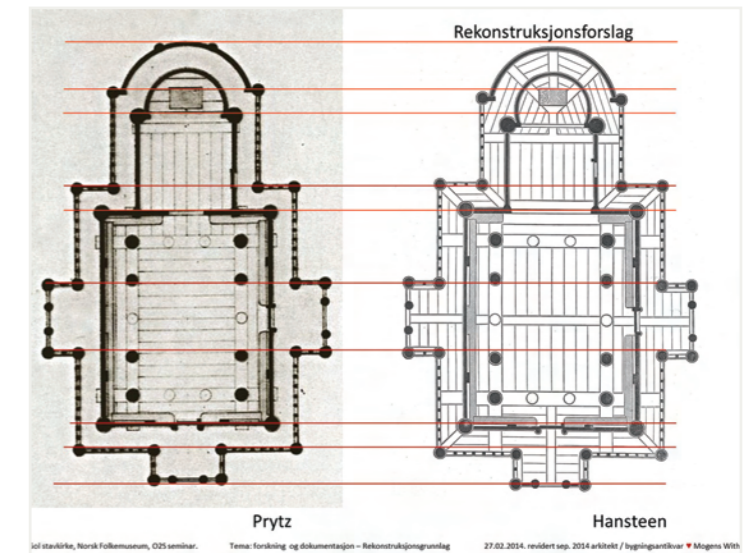 Rekonstruksjonsforslag
Prytz Hansteen
iol stavkirke, Norsk Folkemuseum, O25 seminar. Tema: forskning og dokumentasjon – Rekonstruksjonsgrunnlag 27.02.2014. revidert sep. 2014 arkitekt / bygningsantikvar ♥ Mogens With